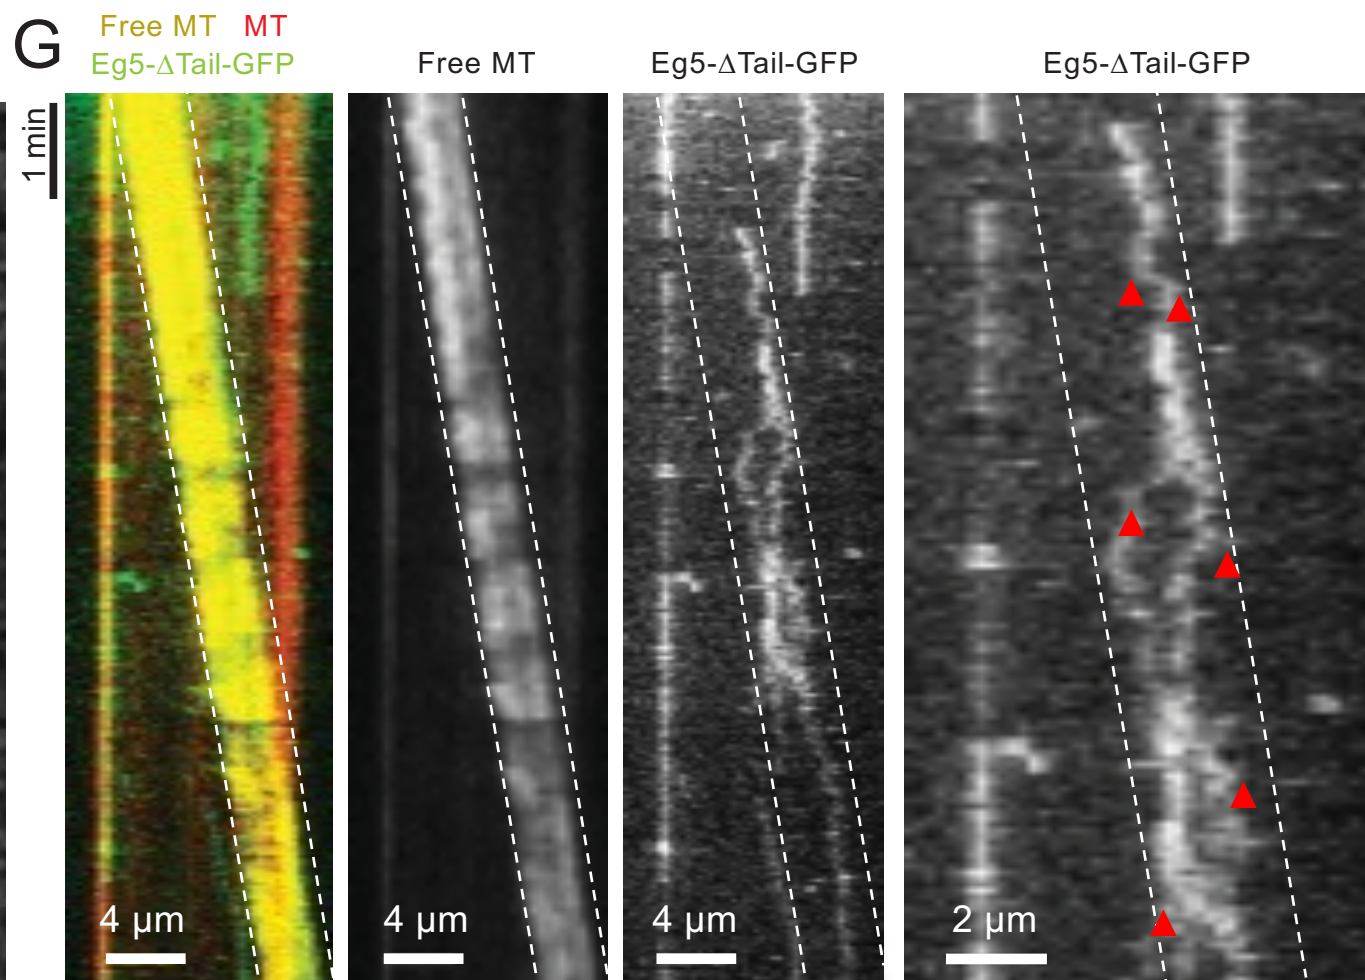 G
Free MT MT
Eg5-ΔTail-GFP
Free MT
Eg5-ΔTail-GFP
Eg5-ΔTail-GFP
1 min
4 µm
4 µm
4 µm
2 µm